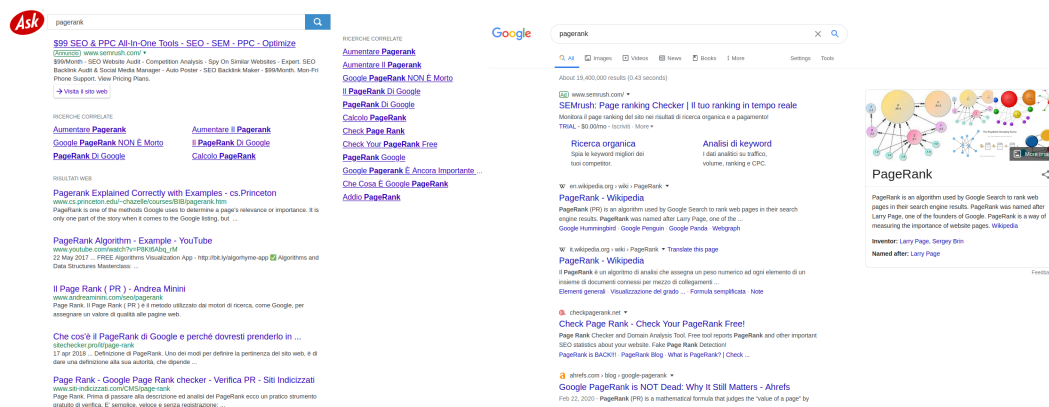 Ask
pagerank
$99 SEO & PPC All-In-One Tools - SEO - SEM - PPC - Optimize
Annuncio www.semrush.com/
$99/Month - SEO Website Audit - Competition Analysis - Spy On Similar Websites - Expert. SEO
Backlink Audit & Social Media Manager - Auto Poster - SEO Backlink Maker - $99/Month. Mon-Fri
Phone Support. View Pricing Plans.
Visita il sito web
RICERCHE CORRELATE
Aumentare Pagerank
Aumentare Il Pagerank
Google PageRank NON È Morto
Il PageRank Di Google
PageRank Di Google
Calcolo PageRank
RISULTATI WEB
Pagerank Explained Correctly with Examples - cs.Princeton
www.cs.princeton.edu/~chazelle/courses/BIB/pagerank.htm
PageRank is one of the methods Google uses to determine a page's relevance or importance. It is
only one part of the story when it comes to the Google listing, but ...
PageRank Algorithm - Example - YouTube
www.youtube.com/watch?v=P8Kt6Abq_rM
22 May 2017 ... FREE Algorithms Visualization App - http://bit.ly/algorhyme-app ✅ Algorithms and
Data Structures Masterclass: ...
Il Page Rank ( PR ) - Andrea Minini
www.andreaminini.com/seo/pagerank
Page Rank. Il Page Rank ( PR ) è il metodo utilizzato dai motori di ricerca, come Google, per
assegnare un valore di qualità alle pagine web.
Che cos'è il PageRank di Google e perché dovresti prenderlo in ...
sitechecker.pro/it/page-rank
17 apr 2018 ... Definizione di PageRank. Uno dei modi per definire la pertinenza del sito web, è di
dare una definizione alla sua autorità, che dipende ...
Page Rank - Google Page Rank checker - Verifica PR - Siti Indicizzati
www.siti-indicizzati.com/CMS/page-rank
Page Rank. Prima di passare alla descrizione ed analisi del PageRank ecco un pratico strumento
gratuito di verifica. E' semplice, veloce e senza registrazione: ...
RICERCHE CORRELATE
Aumentare Pagerank
Aumentare Il Pagerank
Google PageRank NON È Morto
Il PageRank Di Google
PageRank Di Google
Calcolo PageRank
Check Page Rank
Check Your PageRank Free
PageRank Google
Google Pagerank È Ancora Importante ...
Che Cosa È Google PageRank
Addio PageRank
Google
pagerank
All Images Videos News Books More Settings Tools
About 19,400,000 results (0.43 seconds)
Ad www.semrush.com/
SEMrush: Page ranking Checker | Il tuo ranking in tempo reale
Monitora il page ranking del sito nei risultati di ricerca organica e a pagamento!
TRIAL - $0.00/mo - Iscriviti · More
Ricerca organica
Spia le keyword migliori dei
tuoi competitor.
Analisi di keyword
I dati analitici su traffico,
volume, ranking e CPC.
en.wikipedia.org › wiki › PageRank
PageRank - Wikipedia
PageRank (PR) is an algorithm used by Google Search to rank web pages in their search
engine results. PageRank was named after Larry Page, one of the ...
Google Hummingbird · Google Penguin · Google Panda · Webgraph
it.wikipedia.org › wiki › PageRank Translate this page
PageRank - Wikipedia
Il PageRank è un algoritmo di analisi che assegna un peso numerico ad ogni elemento di un
insieme di documenti connessi per mezzo di collegamenti ...
Elementi generali · Visualizzazione del grado ... · Formula semplificata · Note
checkpagerank.net
Check Page Rank - Check Your PageRank Free!
Page Rank Checker and Domain Analysis Tool. Free tool reports PageRank and other important
SEO statistics about your website. Fake Page Rank Detection!
PageRank is BACK!!! · PageRank Blog · What is PageRank? | Check ...
ahrefs.com › blog › google-pagerank
Google PageRank is NOT Dead: Why It Still Matters - Ahrefs
Feb 22, 2020 - PageRank (PR) is a mathematical formula that judges the "value of a page" by
More
PageRank
PageRank is an algorithm used by Google Search to rank web
pages in their search engine results. PageRank was named after
Larry Page, one of the founders of Google. PageRank is a way of
measuring the importance of website pages. Wikipedia
Inventor: Larry Page, Sergey Brin
Named after: Larry Page